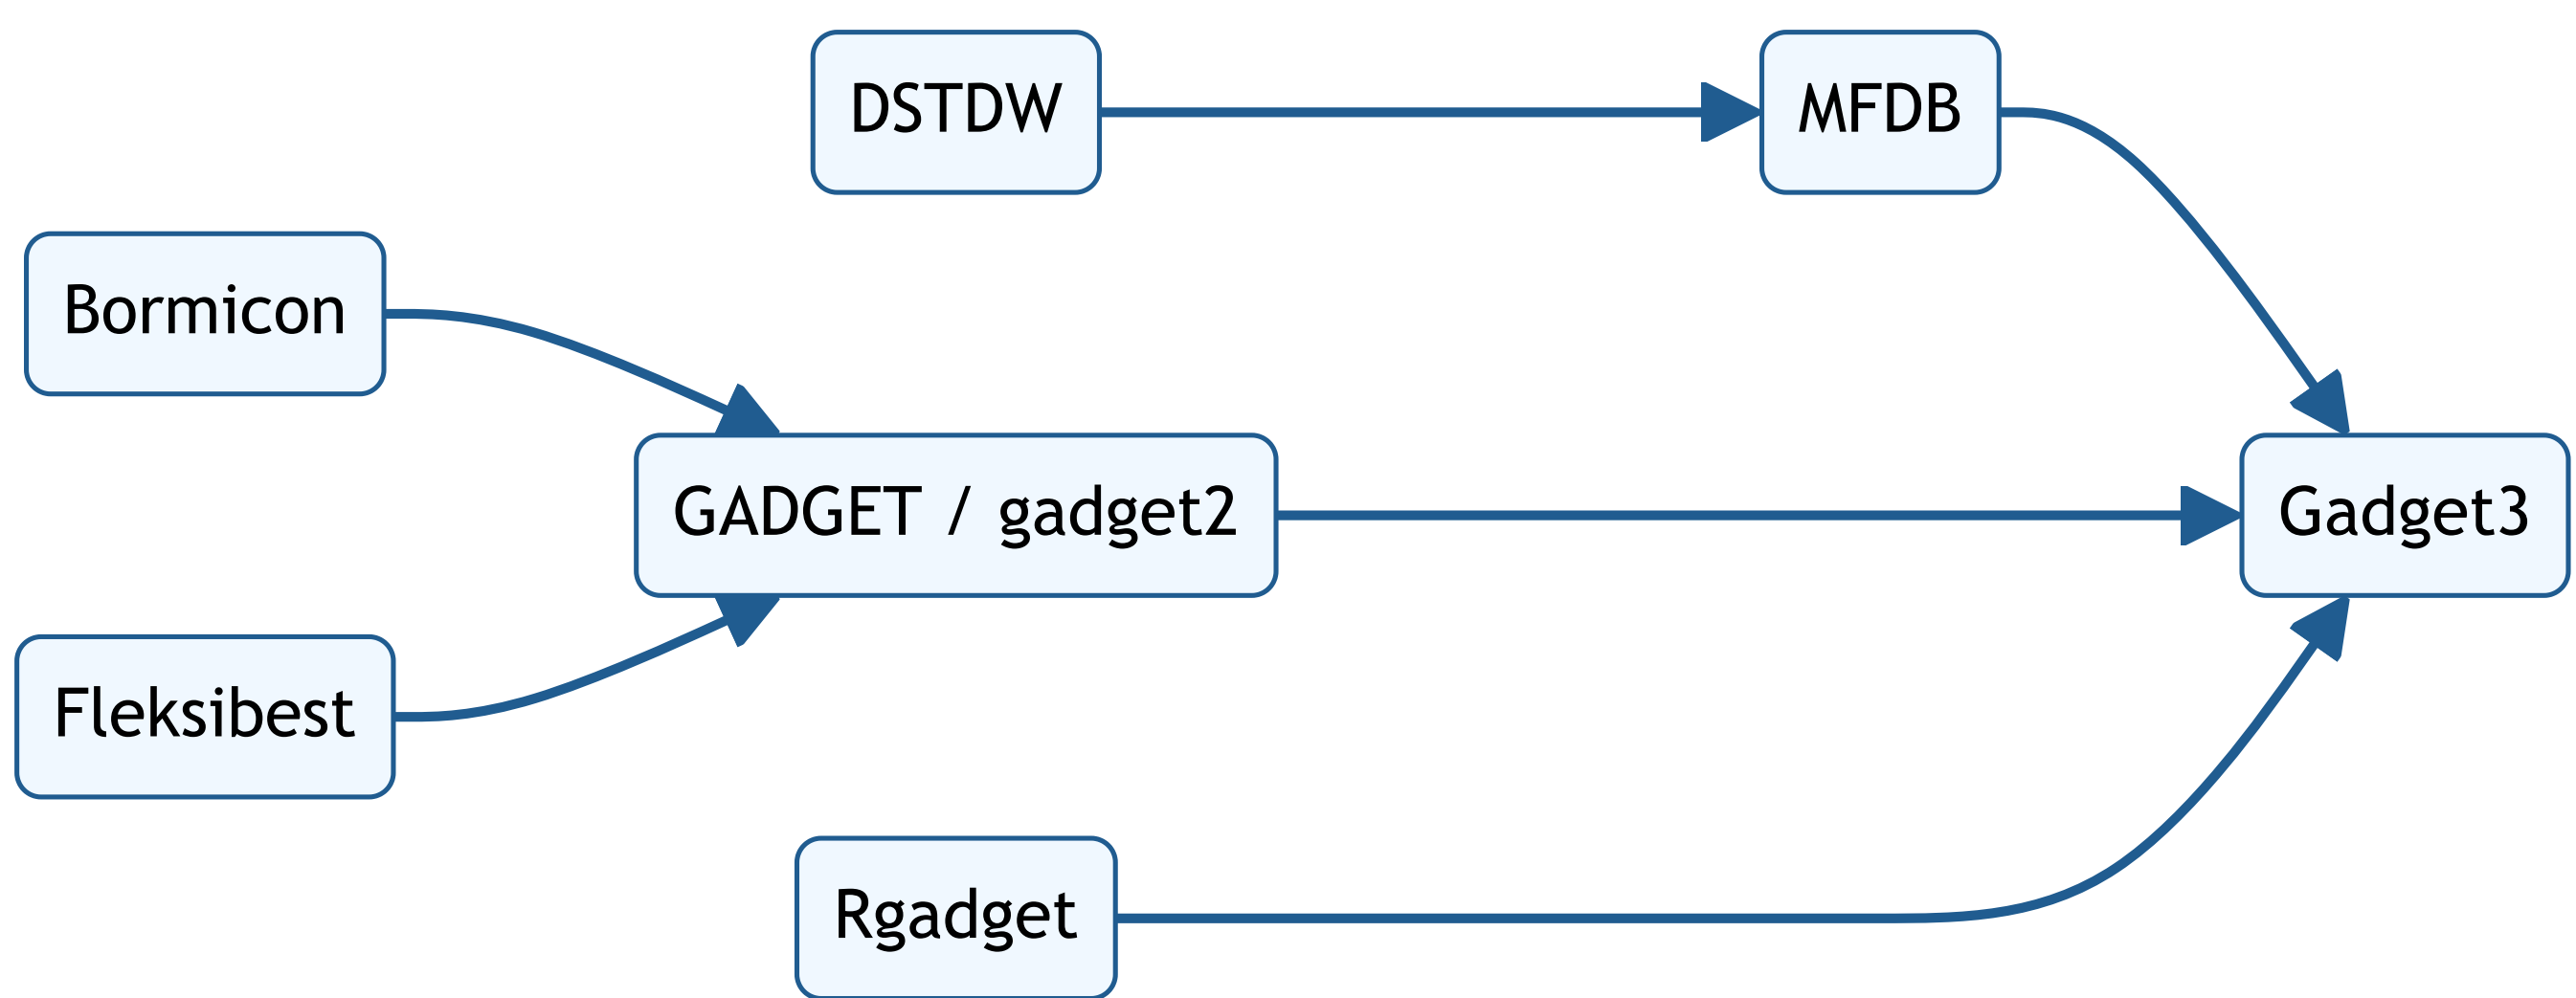 DSTDW
MFDB
Bormicon
GADGET / gadget2
Gadget3
Fleksibest
Rgadget